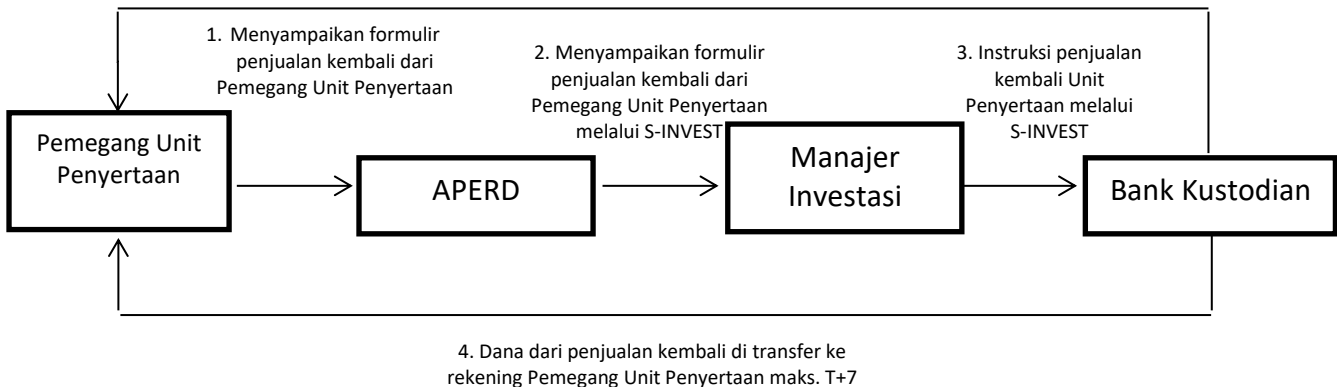 1. Menyampaikan formulir
penjualan kembali dari
Pemegang Unit Penyertaan
2. Menyampaikan formulir
penjualan kembali dari
Pemegang Unit Penyertaan
melalui S-INVEST
3. Instruksi penjualan
kembali Unit
Penyertaan melalui
S-INVEST
Pemegang Unit
Penyertaan
APERD
Manajer
Investasi
Bank Kustodian
4. Dana dari penjualan kembali di transfer ke
rekening Pemegang Unit Penyertaan maks. T+7